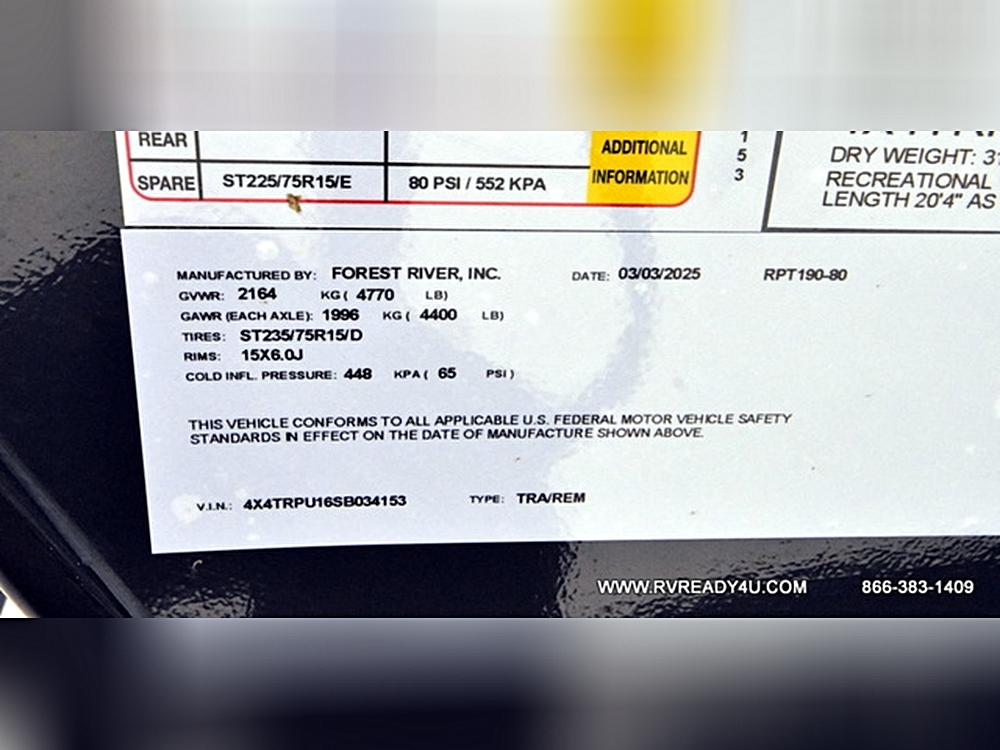 REAR
SPARE ST225/75R15/E 80 PSI / 552 KPA
ADDITIONAL
INFORMATION
1
5
3
DRY WEIGHT: 31
RECREATIONAL
LENGTH 20'4" AS
MANUFACTURED BY: FOREST RIVER, INC. DATE: 03/03/2025 RPT190-80
GVWR: 2164 KG ( 4770 LB)
GAWR (EACH AXLE): 1996 KG ( 4400 LB)
TIRES: ST235/75R15/D
RIMS: 15X6.0J
COLD INFL. PRESSURE: 448 KPA ( 65 PSI )
THIS VEHICLE CONFORMS TO ALL APPLICABLE U.S. FEDERAL MOTOR VEHICLE SAFETY
STANDARDS IN EFFECT ON THE DATE OF MANUFACTURE SHOWN ABOVE.
V.I.N.: 4X4TRPU16SB034153 TYPE: TRA/REM
WWW.RVREADY4U.COM 866-383-1409